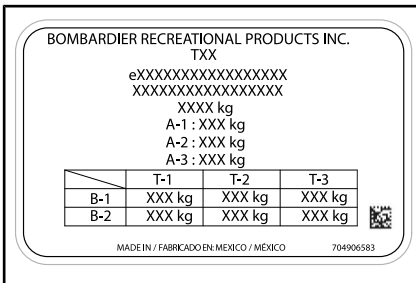 BOMBARDIER RECREATIONAL PRODUCTS INC.
TXX
eXXXXXXXXXXXXXXXXX
XXXXXXXXXXXXXXXXX
XXXX kg
A-1 : XXX kg
A-2 : XXX kg
A-3 : XXX kg
T-1 T-2 T-3
B-1 XXX kg XXX kg XXX kg
B-2 XXX kg XXX kg XXX kg
MADE IN / FABRICADO EN: MEXICO / MÉXICO 704906583